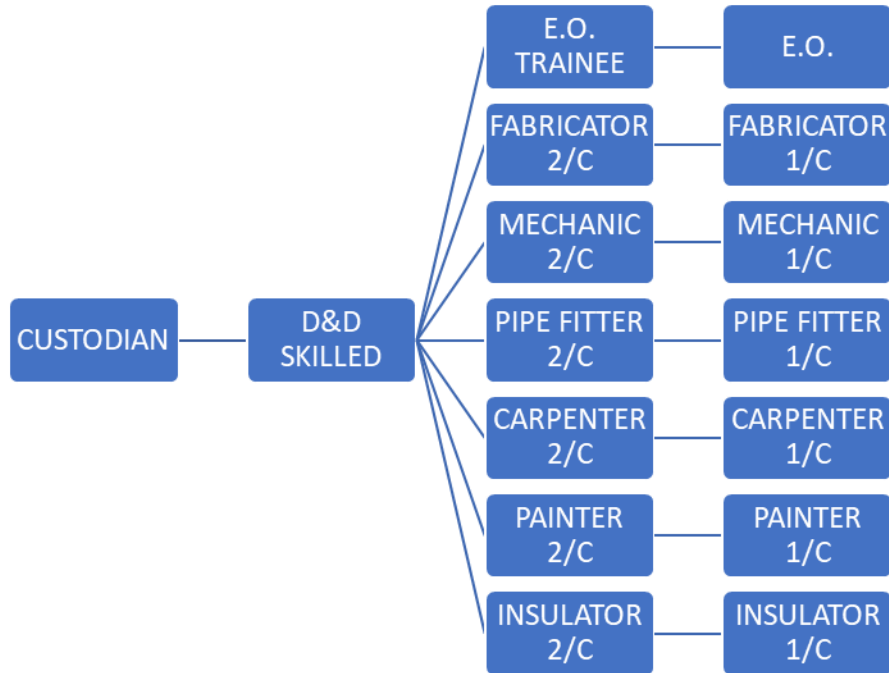 CUSTODIAN
D&D
SKILLED
E.O.
TRAINEE
E.O.
FABRICATOR
2/C
FABRICATOR
1/C
MECHANIC
2/C
MECHANIC
1/C
PIPE FITTER
2/C
PIPE FITTER
1/C
CARPENTER
2/C
CARPENTER
1/C
PAINTER
2/C
PAINTER
1/C
INSULATOR
2/C
INSULATOR
1/C